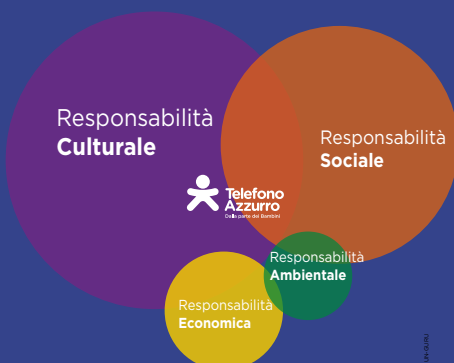 Responsabilità
Culturale
Responsabilità
Sociale
Telefono
Azzurro
Dalla parte dei Bambini
Responsabilità
Ambientale
Responsabilità
Economica